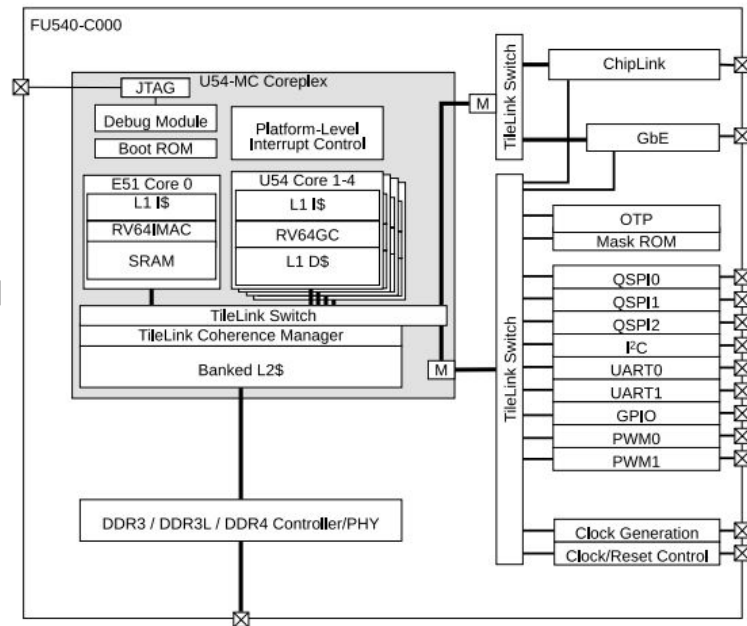 FU540-C000
U54-MC Coreplex
JTAG
Debug Module
Boot ROM
Platform-Level
Interrupt Control
E51 Core 0
L1 I$
RV64IMAC
SRAM
U54 Core 1-4
L1 I$
RV64GC
L1 D$
TileLink Switch
TileLink Coherence Manager
Banked L2$
M
M
DDR3 / DDR3L / DDR4 Controller/PHY
TileLink Switch
ChipLink
GbE
TileLink Switch
OTP
Mask ROM
QSPI0
QSPI1
QSPI2
I²C
UART0
UART1
GPIO
PWM0
PWM1
Clock Generation
Clock/Reset Control